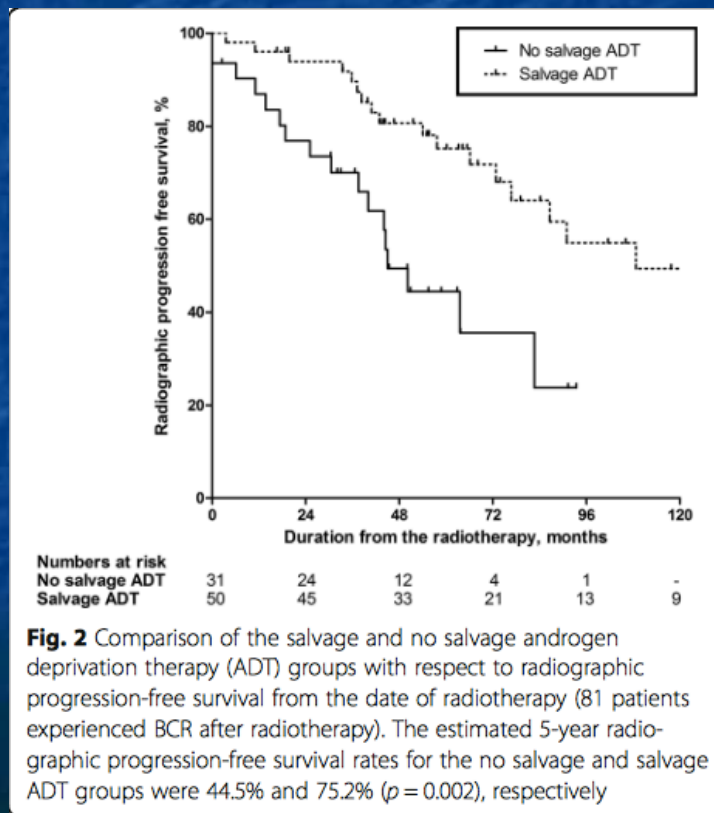 100
80
60
40
20
0
Radiographic progression free survival, %
No salvage ADT
Salvage ADT
0 24 48 72 96 120
Duration from the radiotherapy, months
Numbers at risk
No salvage ADT 31 24 12 4 1 -
Salvage ADT 50 45 33 21 13 9
Fig. 2 Comparison of the salvage and no salvage androgen
deprivation therapy (ADT) groups with respect to radiographic
progression-free survival from the date of radiotherapy (81 patients
experienced BCR after radiotherapy). The estimated 5-year radio-
graphic progression-free survival rates for the no salvage and salvage
ADT groups were 44.5% and 75.2% (p = 0.002), respectively